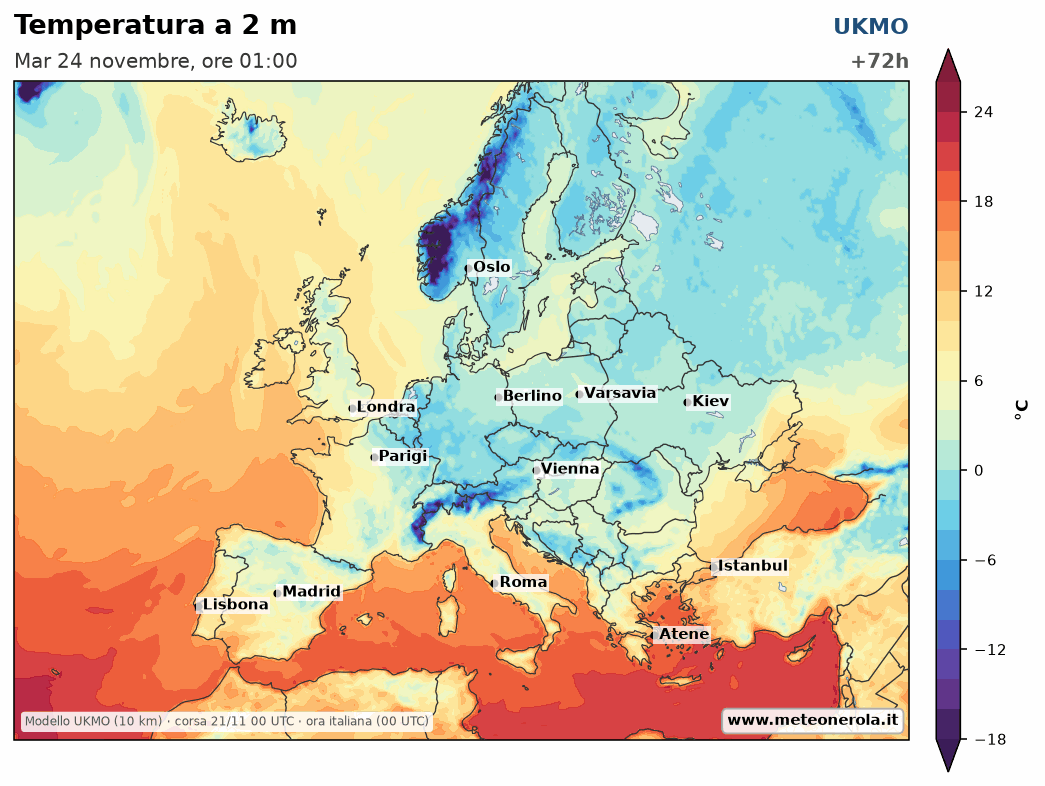 Temperatura a 2 m
UKMO
Mar 24 novembre, ore 01:00
+72h
24
18
12
6
0
−6
−12
−18
°C
Oslo
Londra
Berlino
Varsavia
Kiev
Parigi
Vienna
Istanbul
Roma
Madrid
Lisbona
Atene
Modello UKMO (10 km) · corsa 21/11 00 UTC · ora italiana (00 UTC)
www.meteonerola.it